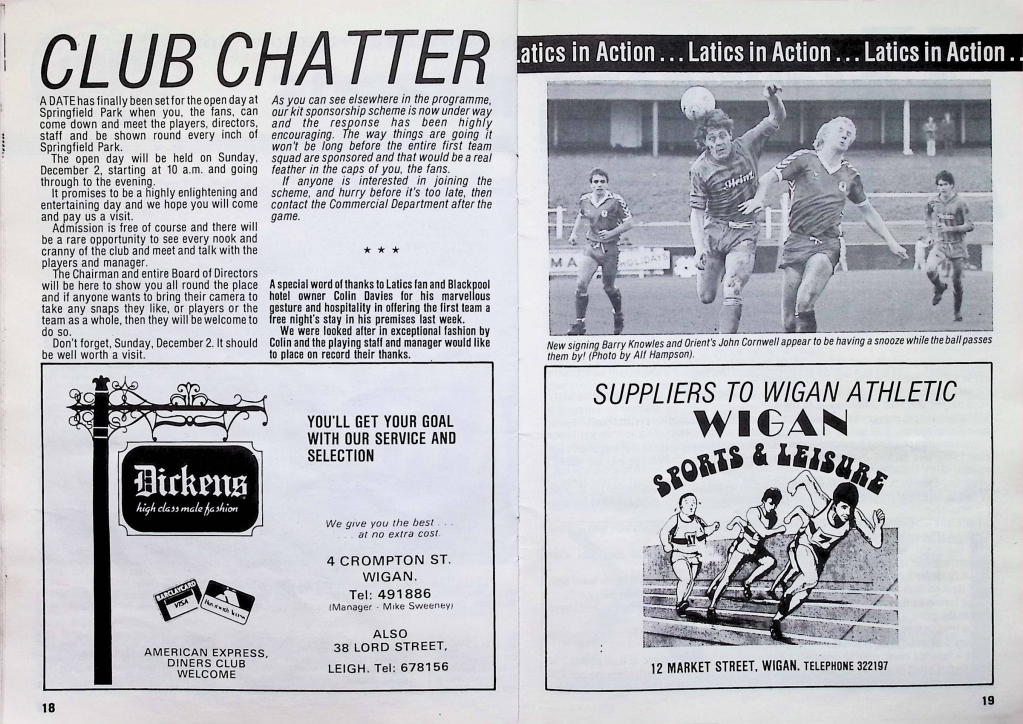 CLUB CHATTER
A DATE has finally been set for the open day at
Springfield Park when you, the fans, can
come down and meet the players, directors,
staff and be shown round every inch of
Springfield Park.
The open day will be held on Sunday,
December 2, starting at 10 a.m. and going
through to the evening.
It promises to be a highly enlightening and
entertaining day and we hope you will come
and pay us a visit.
Admission is free of course and there will
be a rare opportunity to see every nook and
cranny of the club and meet and talk with the
players and manager.
The Chairman and entire Board of Directors
will be here to show you all round the place
and if anyone wants to bring their camera to
take any snaps they like, or players or the
team as a whole, then they will be welcome to
do so.
Don't forget, Sunday, December 2. It should
be well worth a visit.
As you can see elsewhere in the programme,
our kit sponsorship scheme is now under way
and the response has been highly
encouraging. The way things are going it
won't be long before the entire first team
squad are sponsored and that would be a real
feather in the caps of you, the fans.
If anyone is interested in joining the
scheme, and hurry before it's too late, then
contact the Commercial Department after the
game.
★ ★ ★
A special word of thanks to Latics fan and Blackpool
hotel owner Colin Davies for his marvellous
gesture and hospitality in offering the first team a
free night's stay in his premises last week.
We were looked after in exceptional fashion by
Colin and the playing staff and manager would like
to place on record their thanks.
Dickens
high class male fashion
BARCLAYCARD
VISA
AMERICAN EXPRESS,
DINERS CLUB
WELCOME
YOU'LL GET YOUR GOAL
WITH OUR SERVICE AND
SELECTION
We give you the best . . .
. . . at no extra cost.
4 CROMPTON ST.
WIGAN.
Tel: 491886
(Manager - Mike Sweeney)
ALSO
38 LORD STREET,
LEIGH. Tel: 678156
18
Latics in Action . . . Latics in Action . . . Latics in Action . .
Heinz
HOLIDAYS
New signing Barry Knowles and Orient's John Cornwell appear to be having a snooze while the ball passes
them by! (Photo by Alf Hampson).
SUPPLIERS TO WIGAN ATHLETIC
WIGAN
SPORTS & LEISURE
12 MARKET STREET, WIGAN. TELEPHONE 322197
19